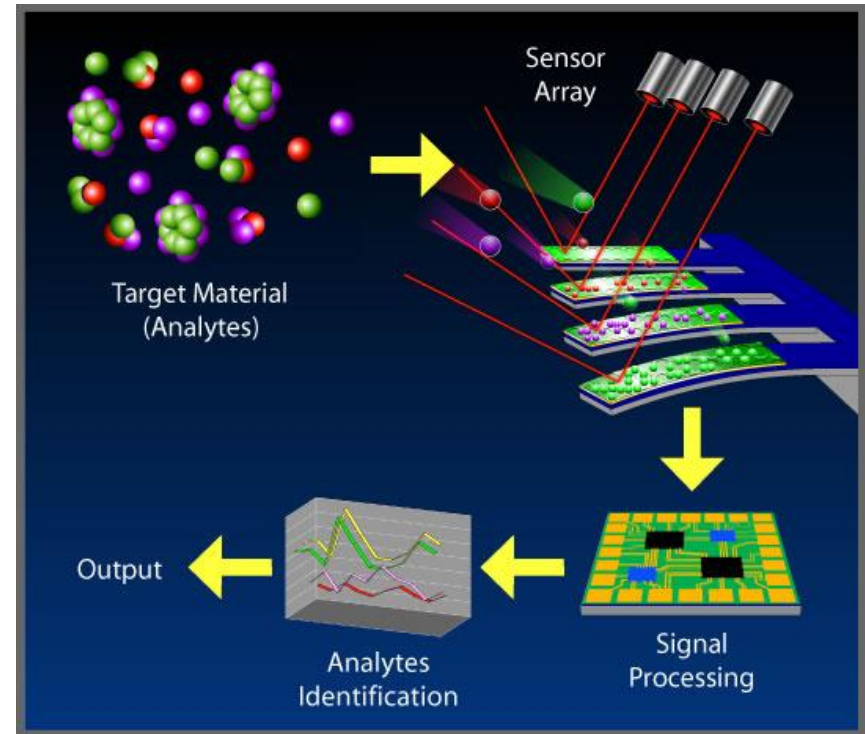 Sensor
Array
Target Material
(Analytes)
Output
Analytes
Identification
Signal
Processing